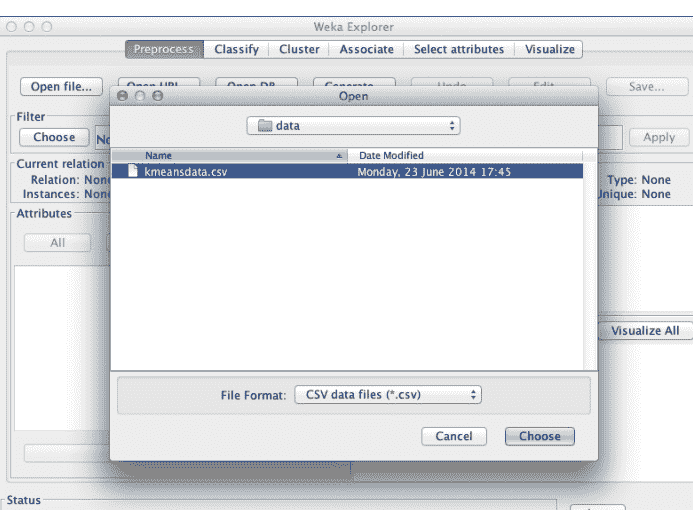 Weka Explorer
Preprocess Classify Cluster Associate Select attributes Visualize
Open file... Save...
Open
Filter
data
Choose Apply
Name Date Modified
Current relation
kmeansdata.csv Monday, 23 June 2014 17:45
Relation: Type: None
Instances:
Attributes
All
Visualize All
File Format: CSV data files (*.csv)
Cancel Choose
Status